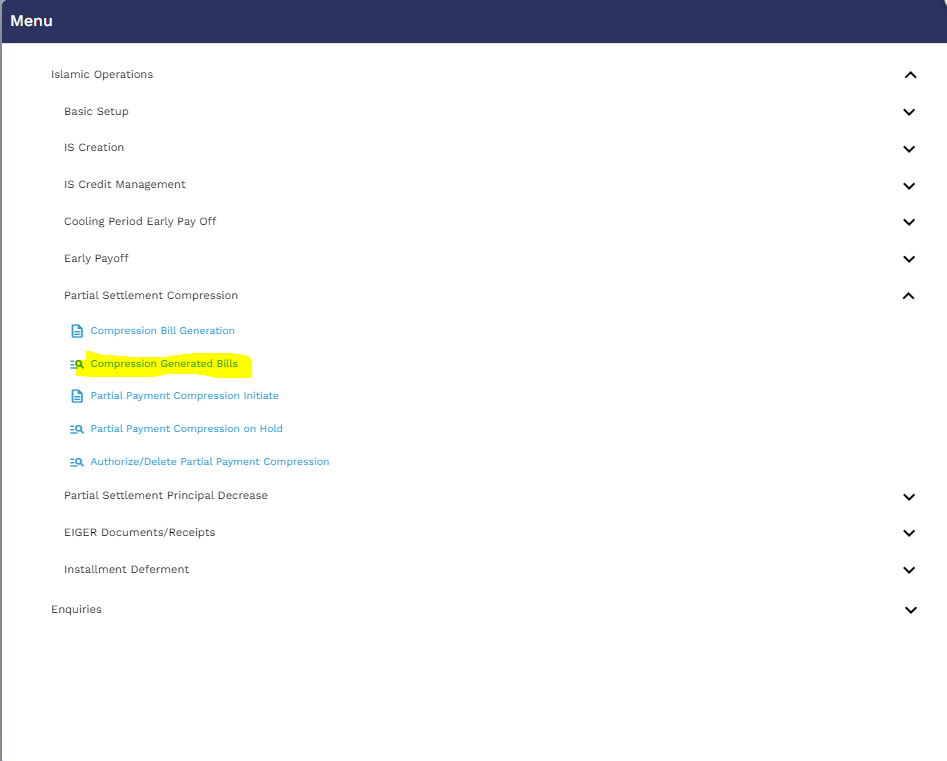 Menu
Islamic Operations
Basic Setup
IS Creation
IS Credit Management
Cooling Period Early Pay Off
Early Payoff
Partial Settlement Compression
Compression Bill Generation
Compression Generated Bills
Partial Payment Compression Initiate
Partial Payment Compression on Hold
Authorize/Delete Partial Payment Compression
Partial Settlement Principal Decrease
EIGER Documents/Receipts
Installment Deferment
Enquiries